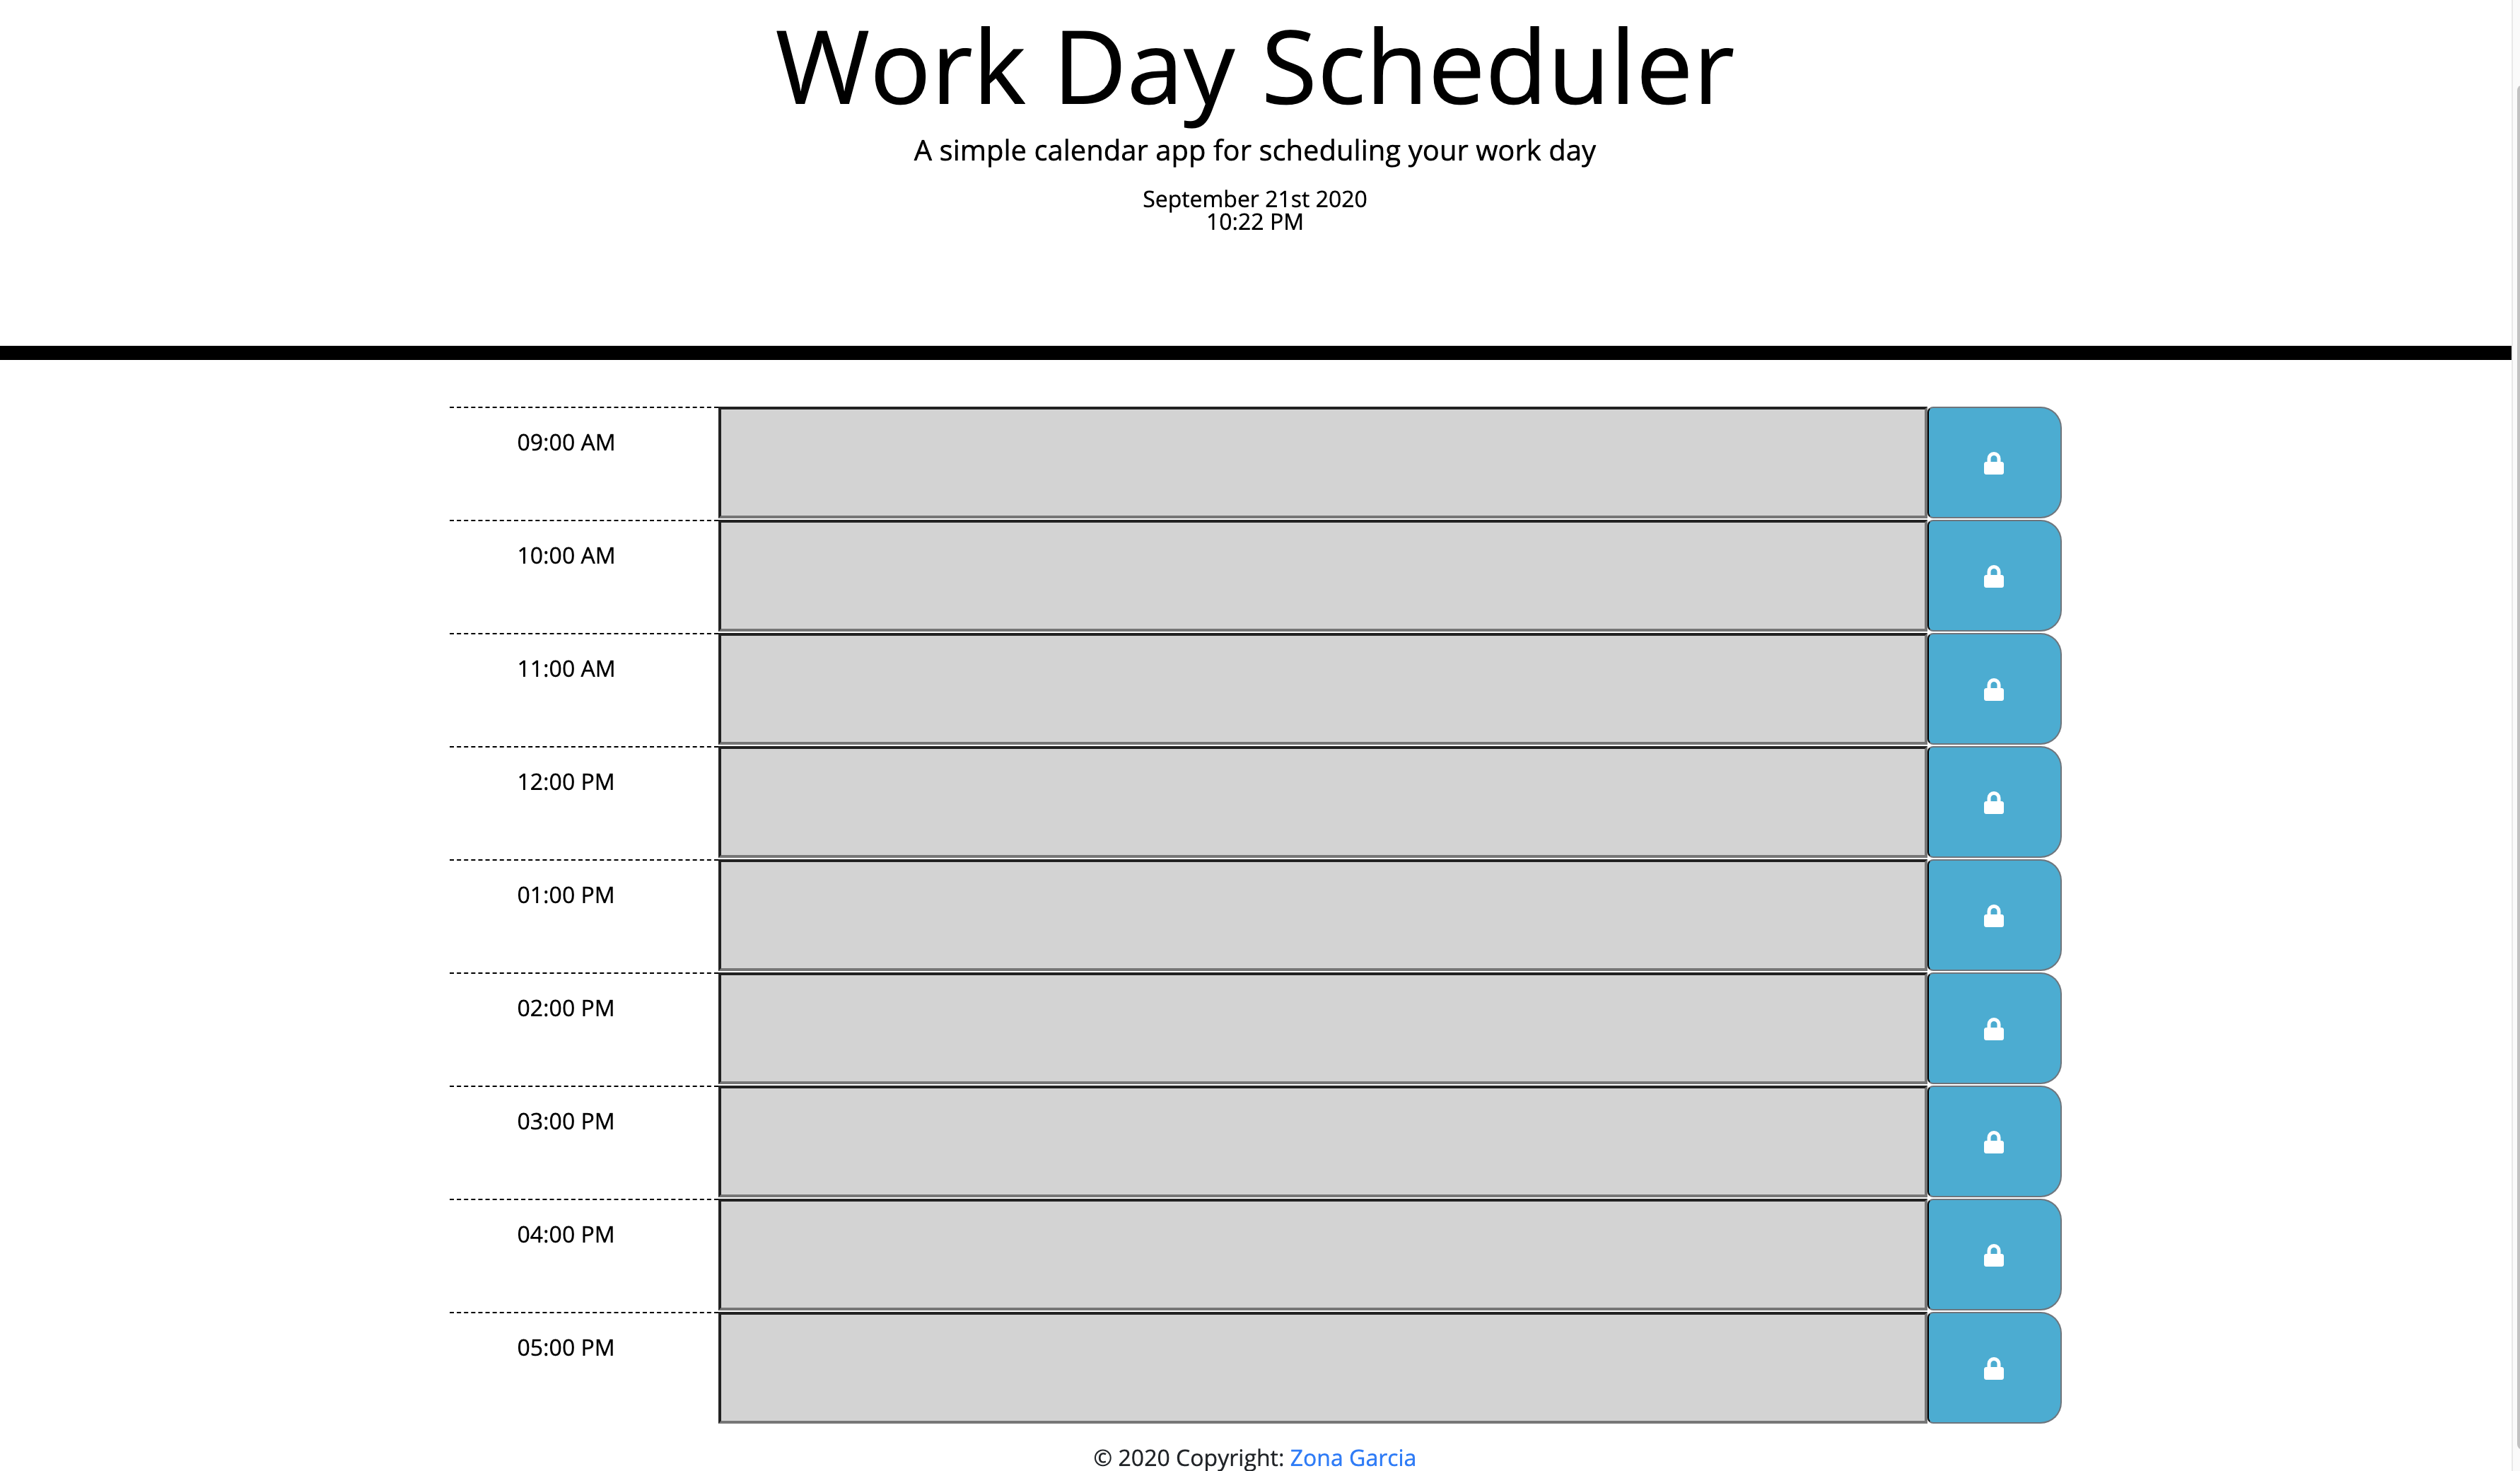 Work Day Scheduler
A simple calendar app for scheduling your work day
September 21st 2020
10:22 PM
09:00 AM
10:00 AM
11:00 AM
12:00 PM
01:00 PM
02:00 PM
03:00 PM
04:00 PM
05:00 PM
© 2020 Copyright: Zona Garcia